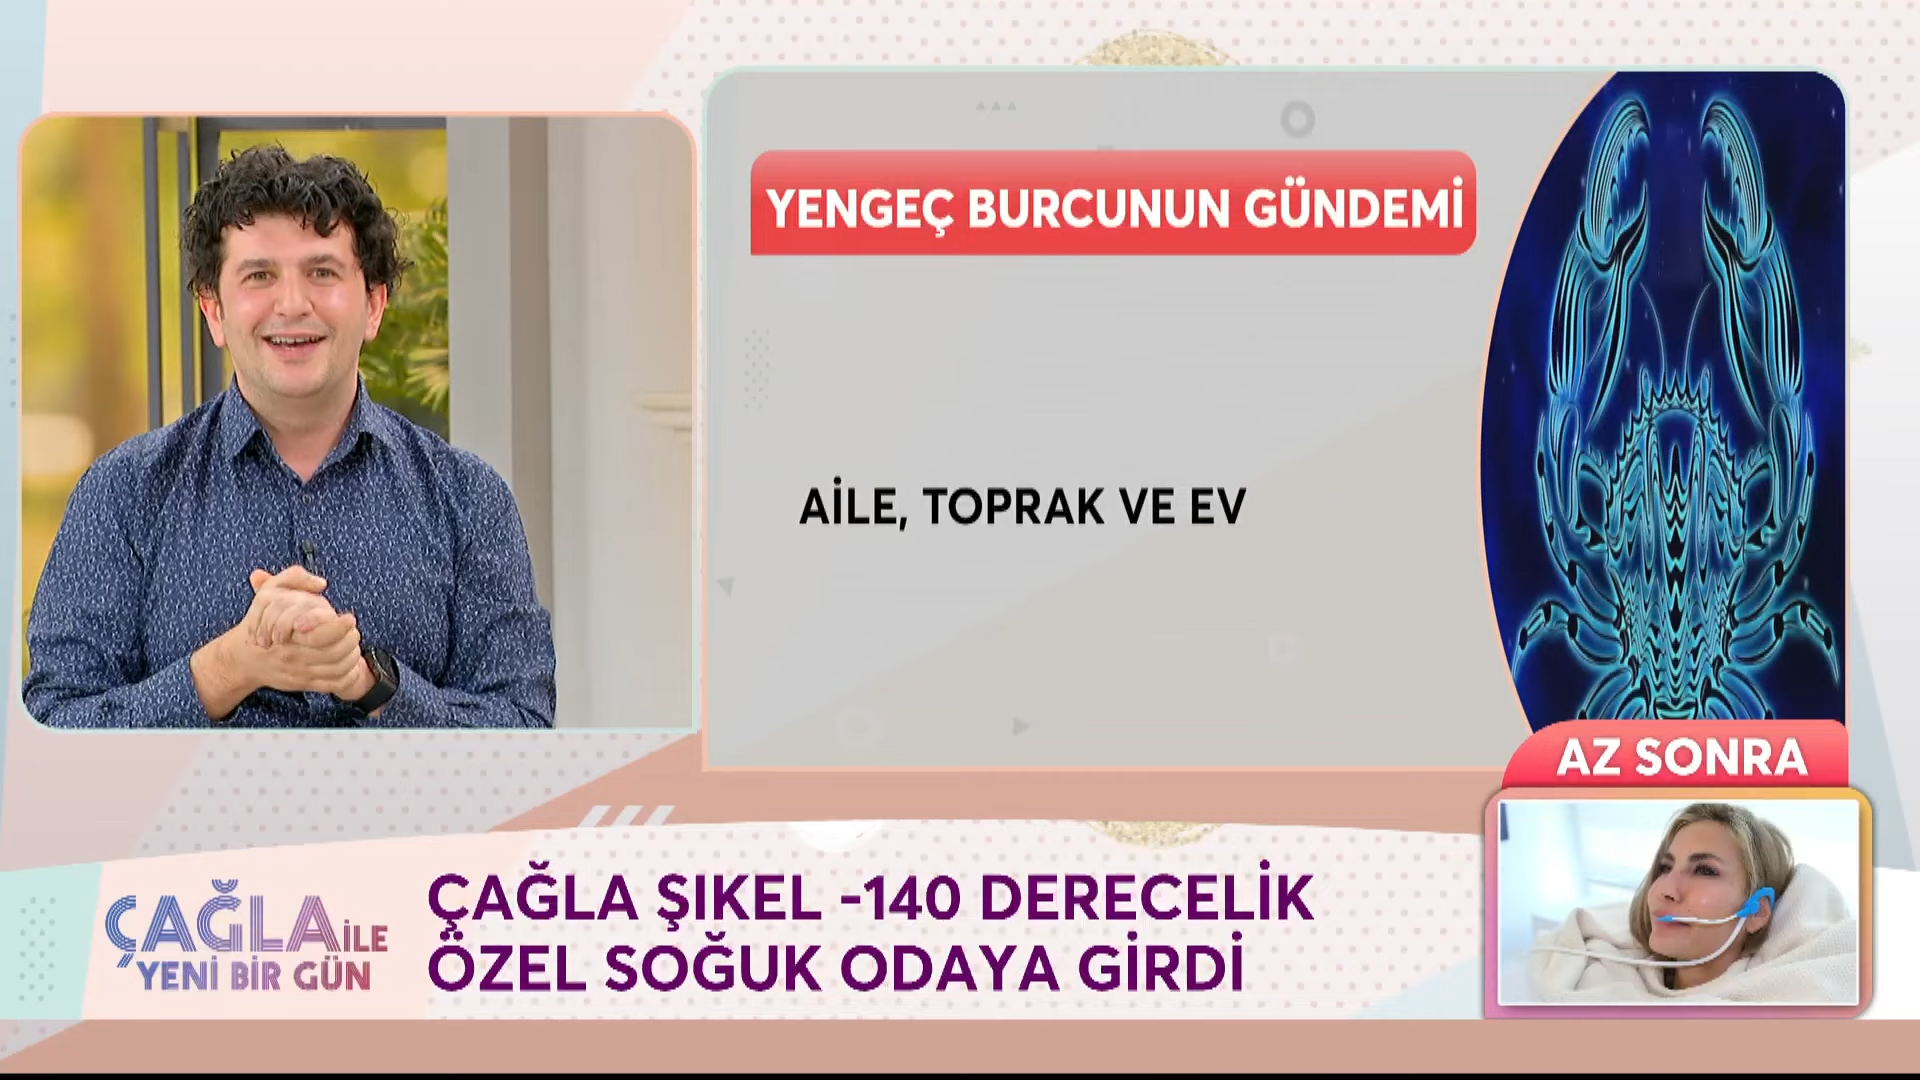 YENGEÇ BURCUNUN GÜNDEMİ
AİLE, TOPRAK VE EV
AZ SONRA
ÇAĞLA İLE
YENİ BİR GÜN
ÇAĞLA ŞIKEL -140 DERECELİK
ÖZEL SOĞUK ODAYA GİRDİ